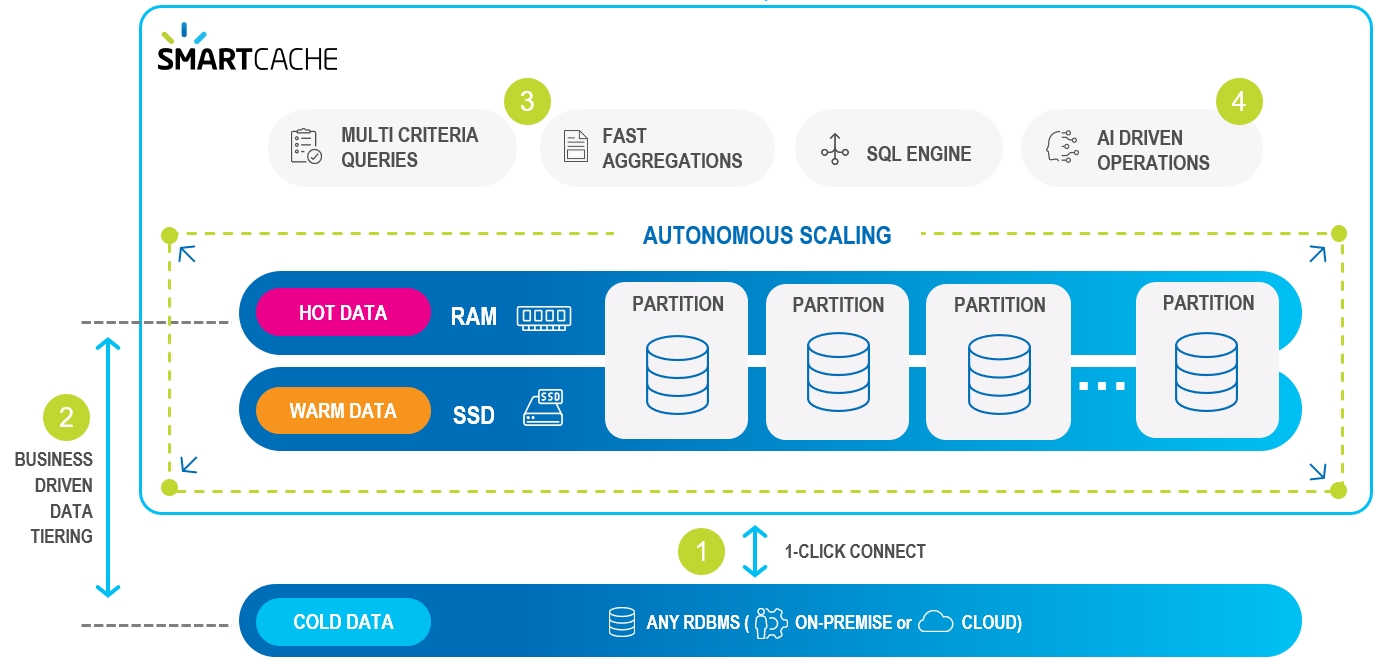 SMARTCACHE
3
4
MULTI CRITERIA
QUERIES
FAST
AGGREGATIONS
SQL ENGINE
AI DRIVEN
OPERATIONS
AUTONOMOUS SCALING
HOT DATA
RAM
PARTITION
PARTITION
PARTITION
PARTITION
WARM DATA
SSD
SSD
...
2
BUSINESS
DRIVEN
DATA
TIERING
1
1-CLICK CONNECT
COLD DATA
ANY RDBMS ( ON-PREMISE or CLOUD)